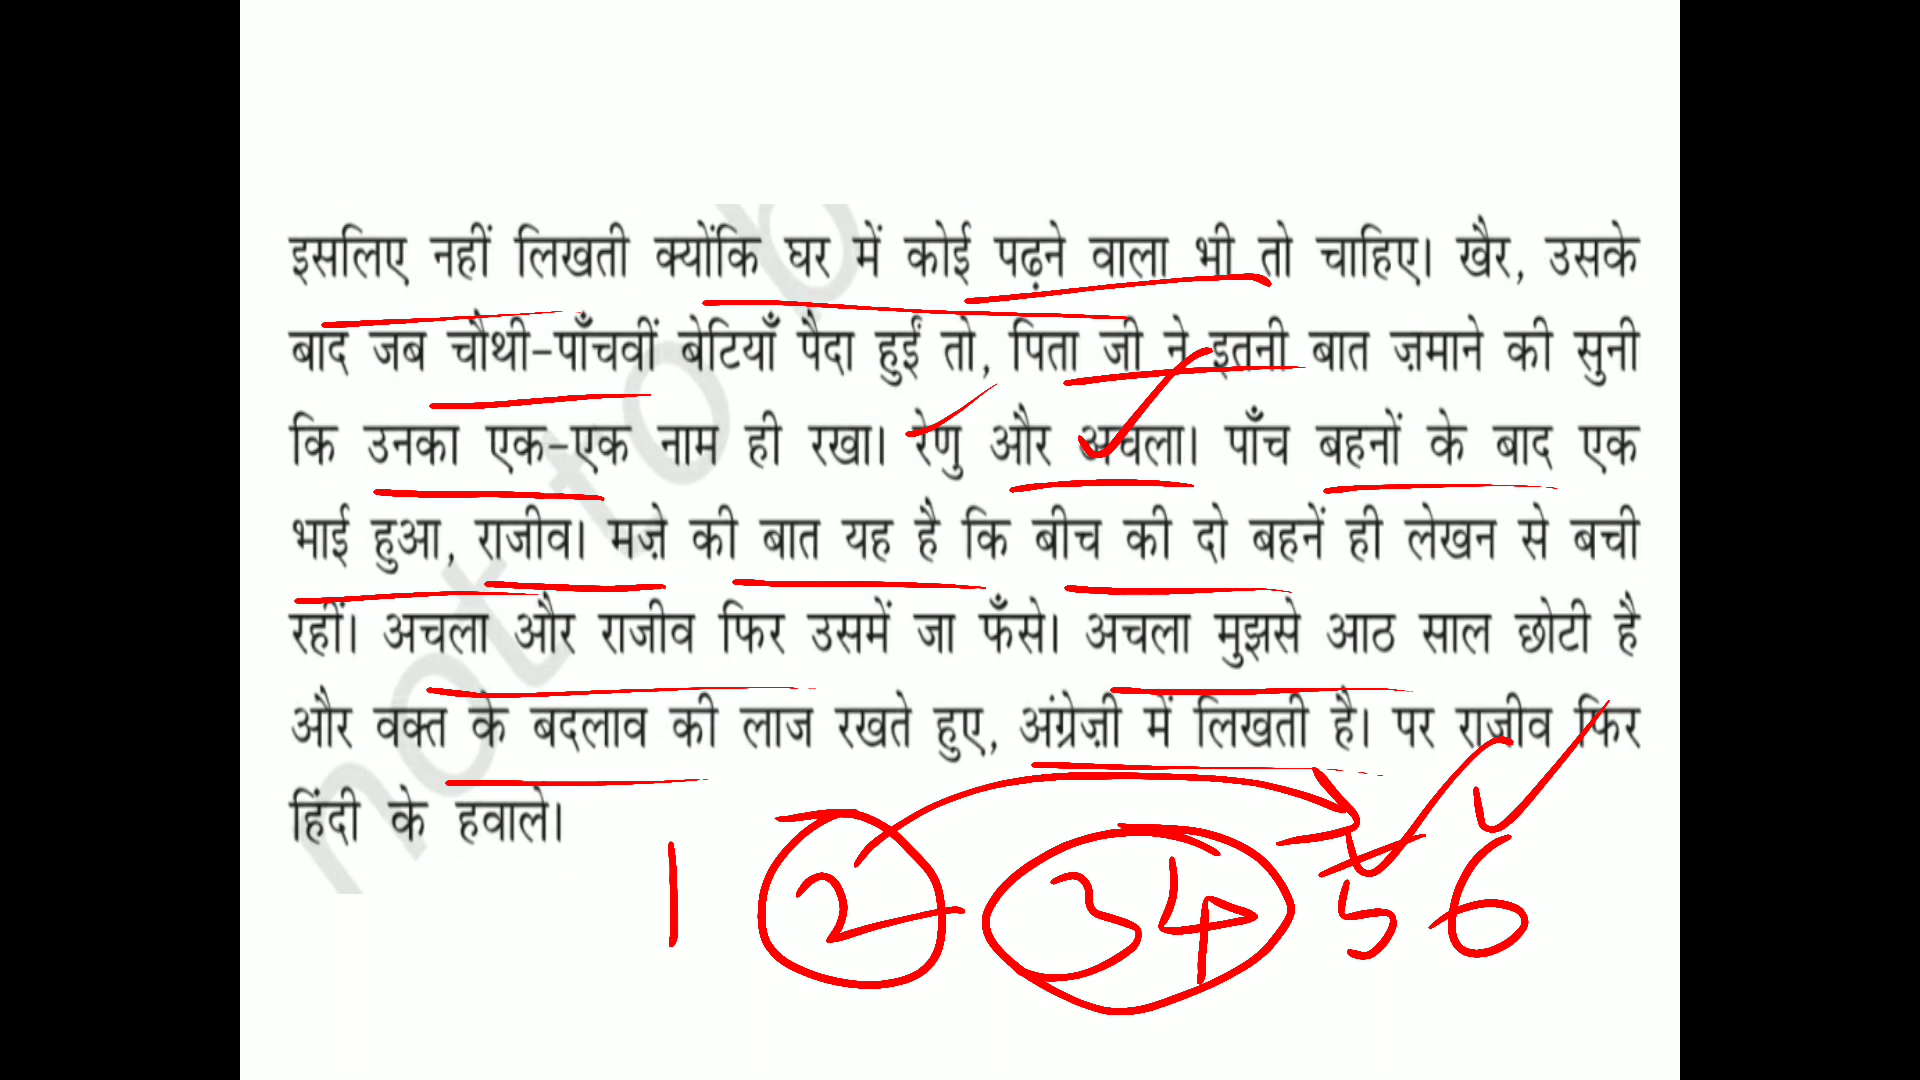 इसलिए नहीं लिखती क्योंकि घर में कोई पढ़ने वाला भी तो चाहिए। खैर, उसके
बाद जब चौथी-पाँचवीं बेटियाँ पैदा हुईं तो, पिता जी ने इतनी बात ज़माने की सुनी
कि उनका एक-एक नाम ही रखा। रेणु और अचला। पाँच बहनों के बाद एक
भाई हुआ, राजीव। मज़े की बात यह है कि बीच की दो बहनें ही लेखन से बची
रहीं। अचला और राजीव फिर उसमें जा फँसे। अचला मुझसे आठ साल छोटी है
और वक्त के बदलाव की लाज रखते हुए, अंग्रेज़ी में लिखती है। पर राजीव फिर
हिंदी के हवाले।
1 2 3 4 5 6
not to